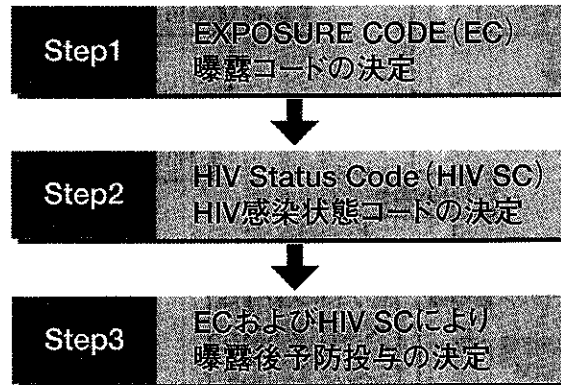 Step1
EXPOSURE CODE(EC)
曝露コードの決定
Step2
HIV Status Code(HIV SC)
HIV感染状態コードの決定
Step3
ECおよびHIV SCにより
曝露後予防投与の決定